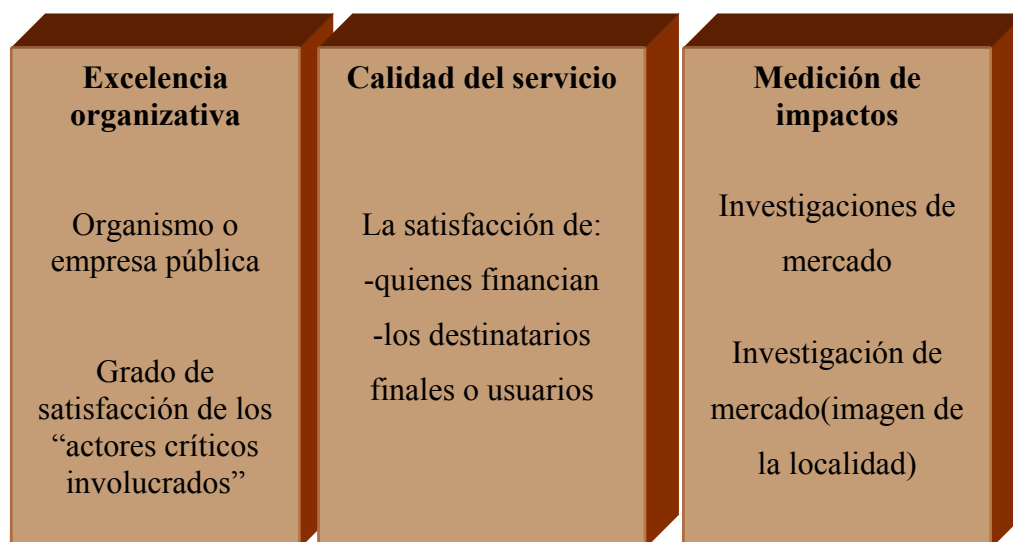 Excelencia
organizativa
Organismo o
empresa pública
Grado de
satisfacción de los
“actores críticos
involucrados”
Calidad del servicio
La satisfacción de:
-quienes financian
-los destinatarios
finales o usuarios
Medición de
impactos
Investigaciones de
mercado
Investigación de
mercado(imagen de
la localidad)